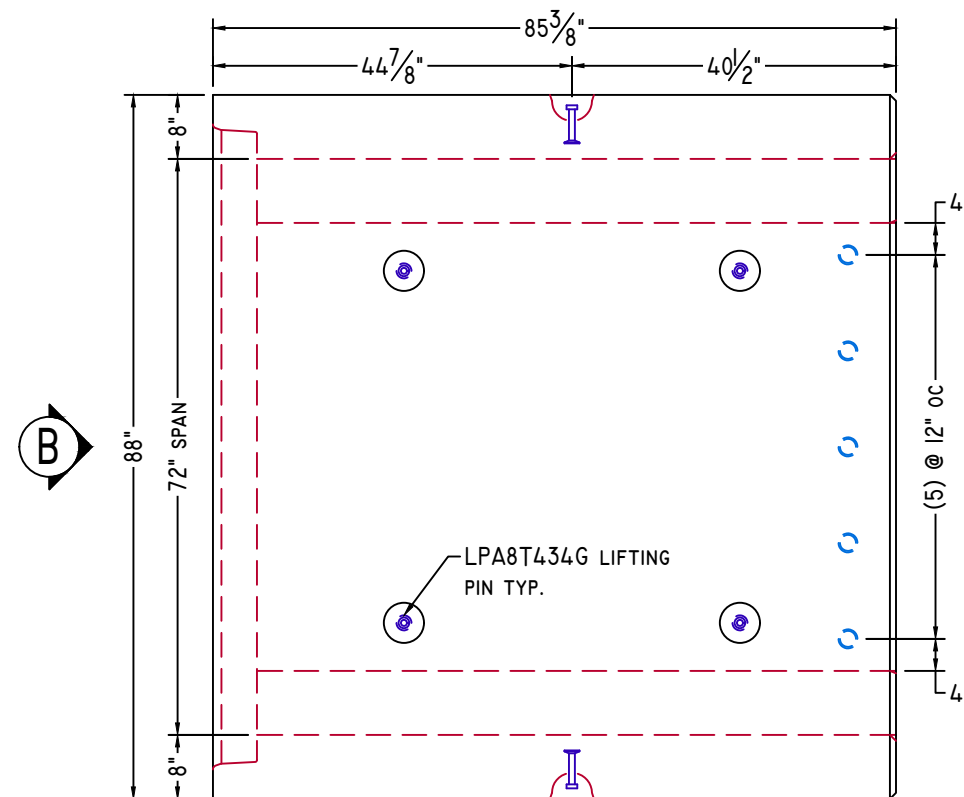 85 3/8"
44 7/8"
40 1/2"
8"
4
B
88"
72" SPAN
(5) @ 12" OC
LPA8T434G LIFTING
PIN TYP.
4
8"